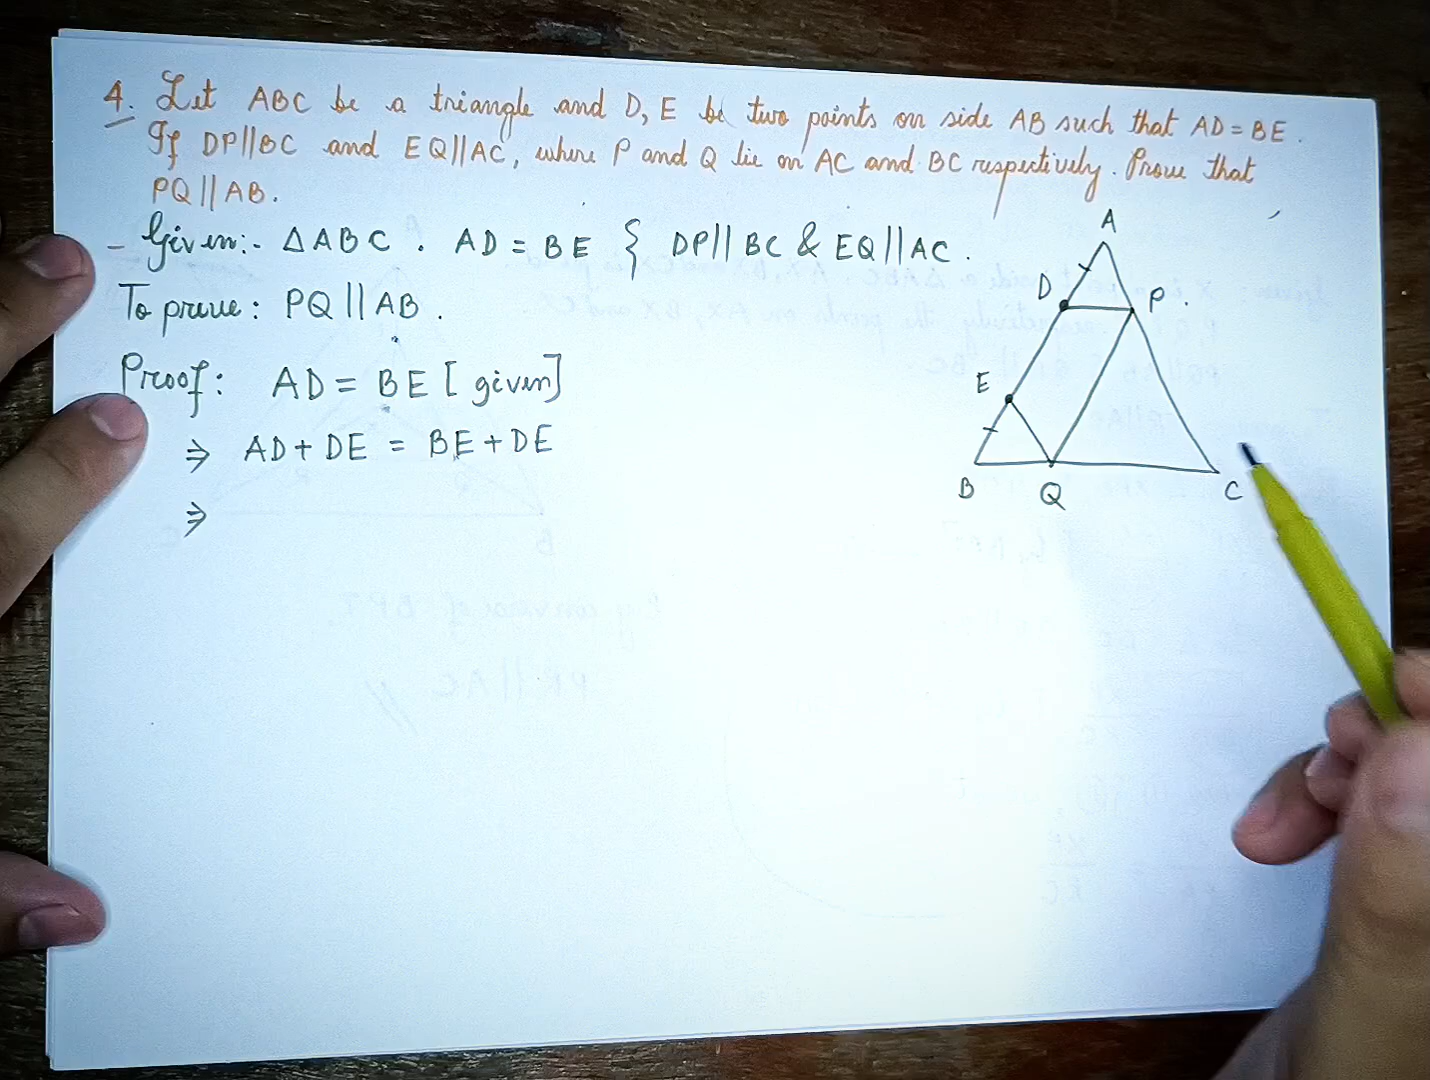 4. Let ABC be a triangle and D, E be two points on side AB such that AD = BE.
If DP||BC and EQ||AC, where P and Q lie on AC and BC respectively. Prove that
PQ || AB.
- Given:- △ABC . AD = BE } DP|| BC & EQ||AC .
To prove: PQ || AB .
Proof: AD = BE [given]
⇒ AD + DE = BE + DE
⇒
A
D
P .
E
B
Q
C